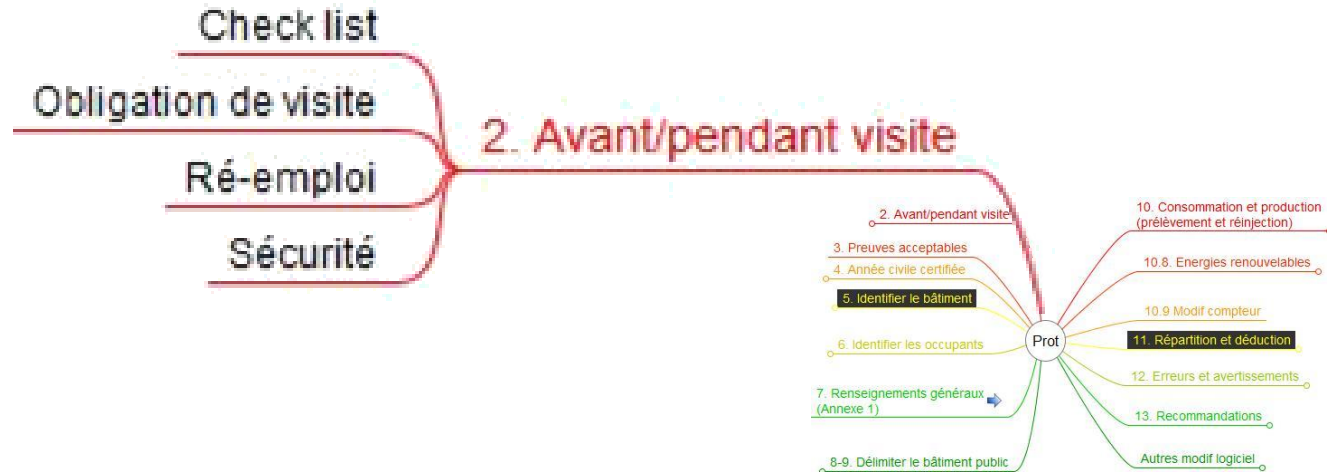 Check list
Obligation de visite
Ré-emploi
Sécurité
2. Avant/pendant visite
2. Avant/pendant visite
3. Preuves acceptables
4. Année civile certifiée
5. Identifier le bâtiment
6. Identifier les occupants
7. Renseignements généraux
(Annexe 1)
8-9. Délimiter le bâtiment public
Prot
10. Consommation et production
(prélèvement et réinjection)
10.8. Energies renouvelables
10.9 Modif compteur
11. Répartition et déduction
12. Erreurs et avertissements
13. Recommandations
Autres modif logiciel